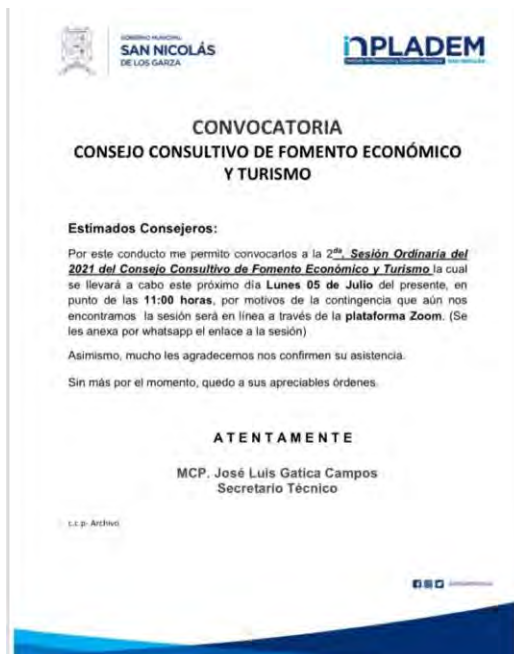 GOBIERNO MUNICIPAL
SAN NICOLÁS
DE LOS GARZA
INPLADEM
SAN NICOLÁS
CONVOCATORIA
CONSEJO CONSULTIVO DE FOMENTO ECONÓMICO
Y TURISMO
Estimados Consejeros:
Por este conducto me permito convocarlos a la 2da. Sesión Ordinaria del
2021 del Consejo Consultivo de Fomento Económico y Turismo la cual
se llevará a cabo este próximo día Lunes 05 de Julio del presente, en
punto de las 11:00 horas, por motivos de la contingencia que aún nos
encontramos la sesión será en línea a través de la plataforma Zoom. (Se
les anexa por whatsapp el enlace a la sesión)
Asimismo, mucho les agradecemos nos confirmen su asistencia.
Sin más por el momento, quedo a sus apreciables órdenes.
ATENTAMENTE
MCP. José Luis Gatica Campos
Secretario Técnico
c.c.p- Archivo